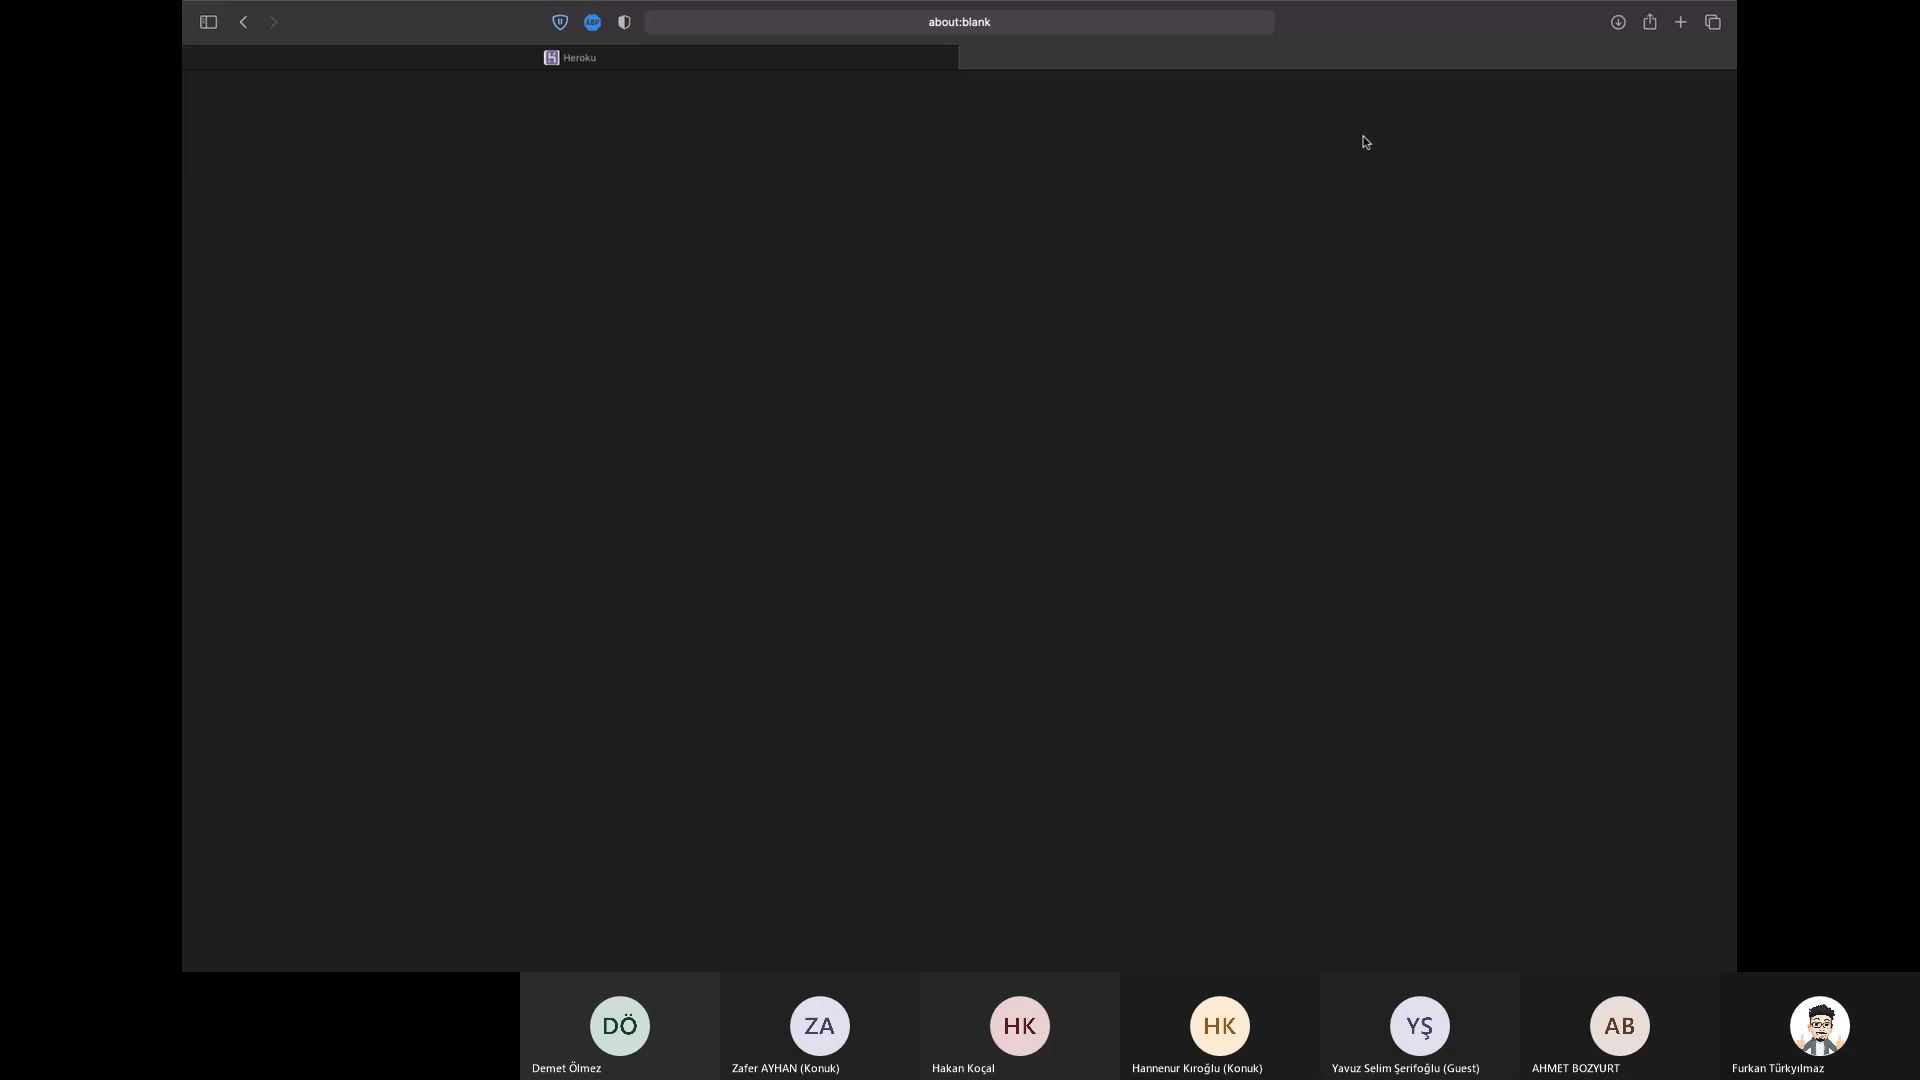 ABP
about:blank
Heroku
DÖ
ZA
HK
HK
YŞ
AB
Demet Ölmez
Zafer AYHAN (Konuk)
Hakan Koçal
Hannenur Kıroğlu (Konuk)
Yavuz Selim Şerifoğlu (Guest)
AHMET BOZYURT
Furkan Türkyılmaz